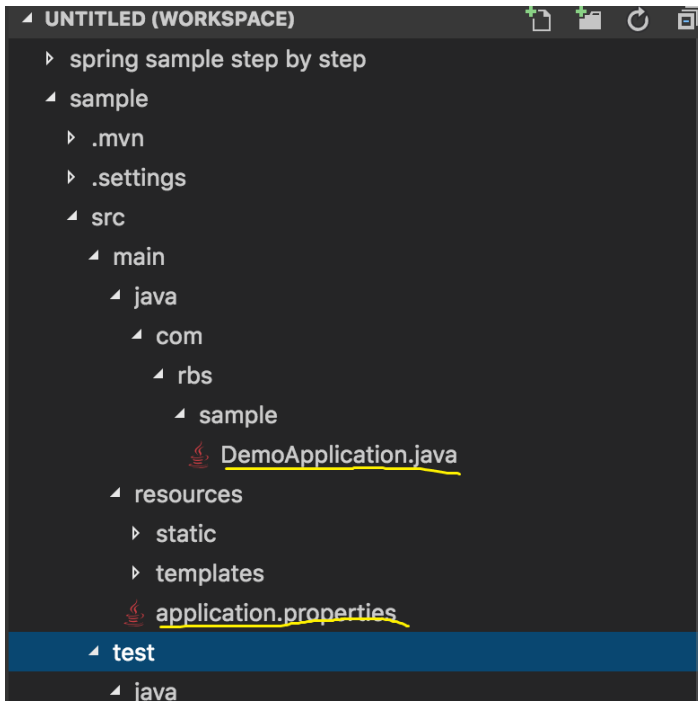 UNTITLED (WORKSPACE)
spring sample step by step
sample
.mvn
.settings
src
main
java
com
rbs
sample
DemoApplication.java
resources
static
templates
application.properties
test
java